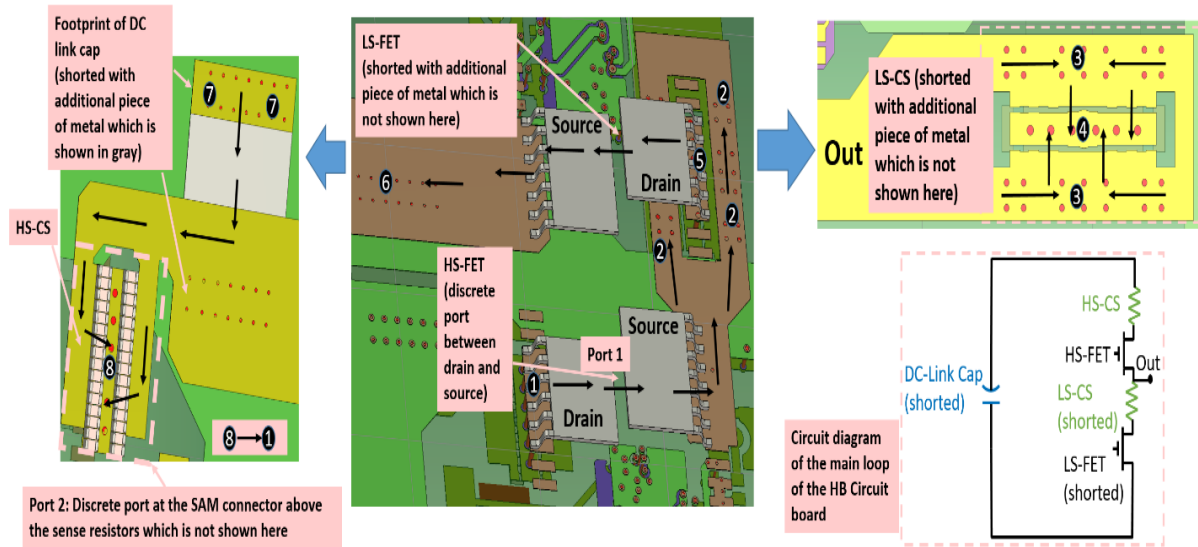 Footprint of DC
link cap
(shorted with
additional piece
of metal which is
shown in gray)
7
7
HS-CS
8
8
1
Port 2: Discrete port at the SAM connector above
the sense resistors which is not shown here
LS-FET
(shorted with additional
piece of metal which is
not shown here)
Source
Drain
2
5
6
2
2
HS-FET
(discrete
port
between
drain and
source)
Port 1
Source
1
Drain
LS-CS (shorted
with additional
piece of metal
which is not
shown here)
Out
3
4
3
Circuit diagram
of the main loop
of the HB Circuit
board
DC-Link Cap
(shorted)
HS-CS
HS-FET
Out
LS-CS
(shorted)
LS-FET
(shorted)